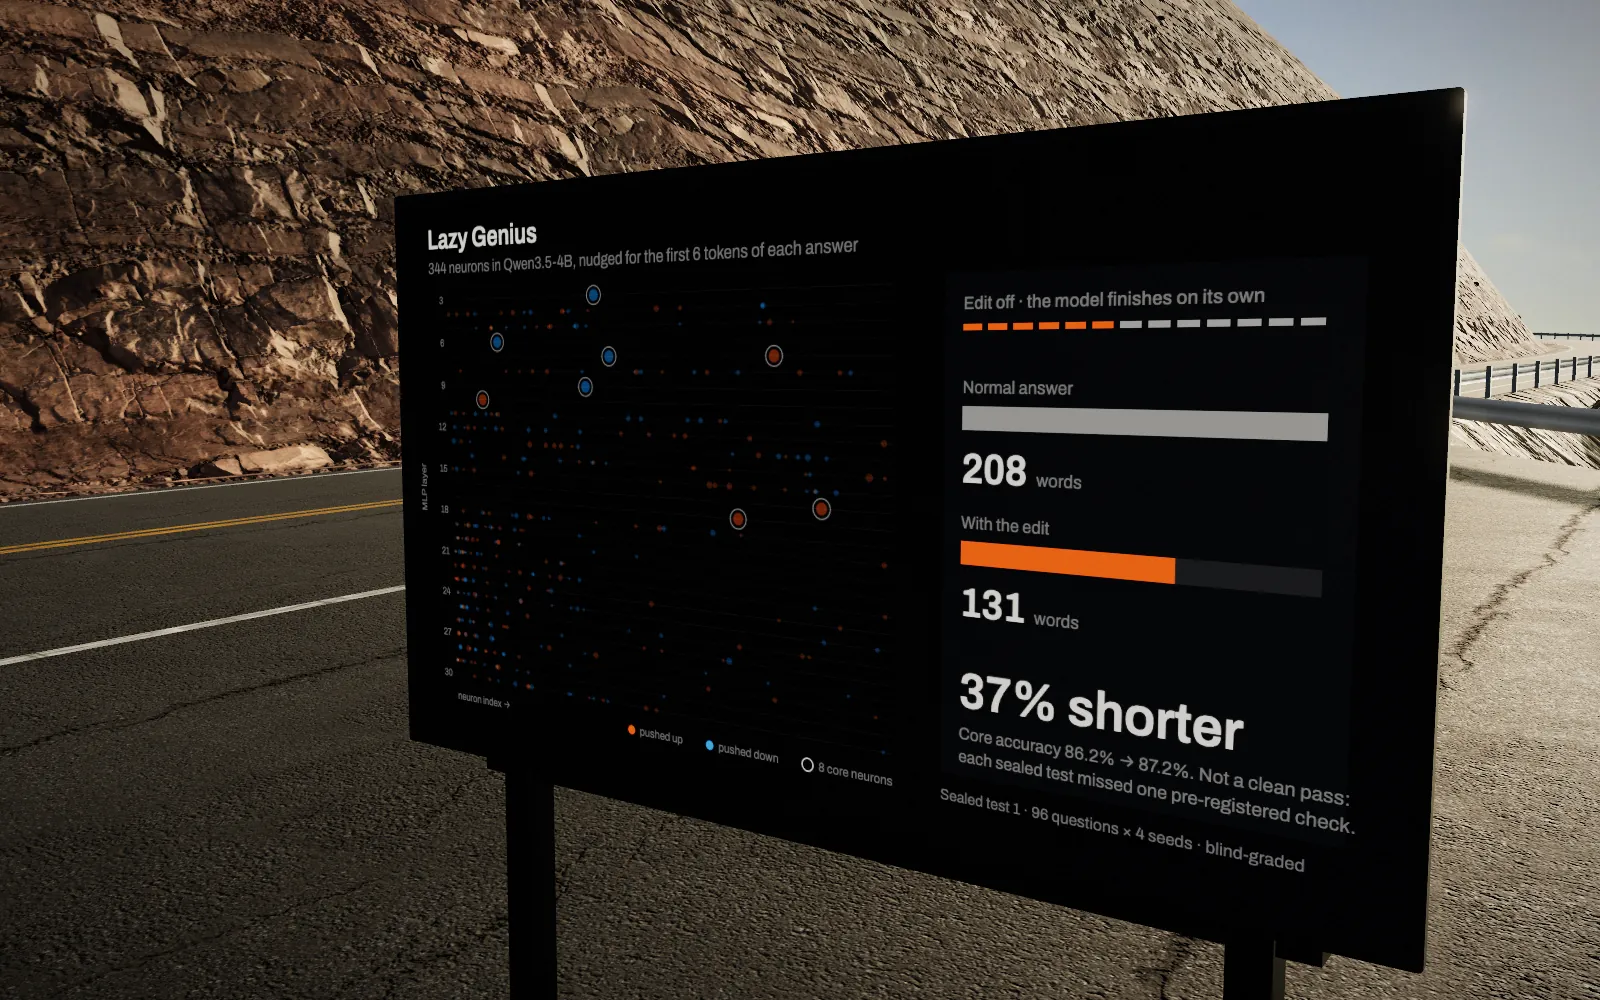 Lazy Genius
344 neurons in Qwen3.5-4B, nudged for the first 6 tokens of each answer
3
6
9
12
15
18
21
24
27
30
MLP layer
neuron index →
pushed up
pushed down
8 core neurons
Edit off · the model finishes on its own
Normal answer
208 words
With the edit
131 words
37% shorter
Core accuracy 86.2% → 87.2%. Not a clean pass:
each sealed test missed one pre-registered check.
Sealed test 1 · 96 questions × 4 seeds · blind-graded